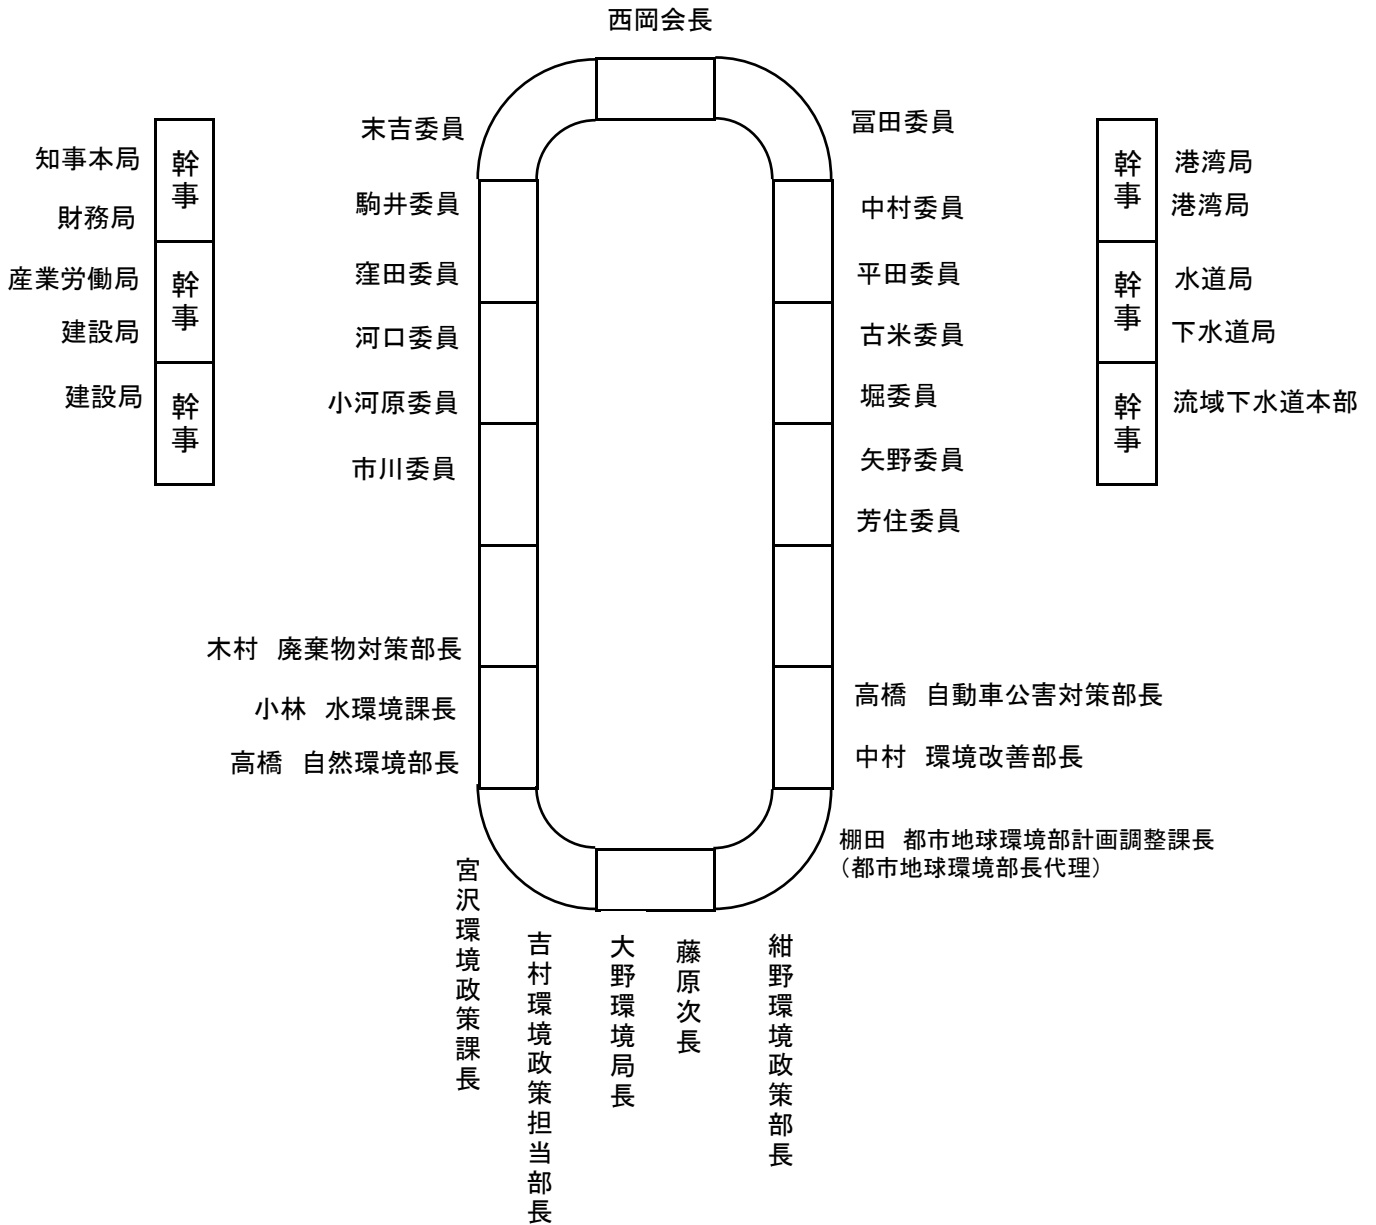 西岡会長
末吉委員
駒井委員
窪田委員
河口委員
小河原委員
市川委員
冨田委員
中村委員
平田委員
古米委員
堀委員
矢野委員
芳住委員
知事本局
財務局
産業労働局
建設局
建設局
幹事
幹事
幹事
幹事
幹事
幹事
港湾局
港湾局
水道局
下水道局
流域下水道本部
木村　廃棄物対策部長
小林　水環境課長
高橋　自然環境部長
高橋　自動車公害対策部長
中村　環境改善部長
棚田　都市地球環境部計画調整課長
（都市地球環境部長代理）
宮沢環境政策課長
吉村環境政策担当部長
大野環境局長
藤原次長
紺野環境政策部長